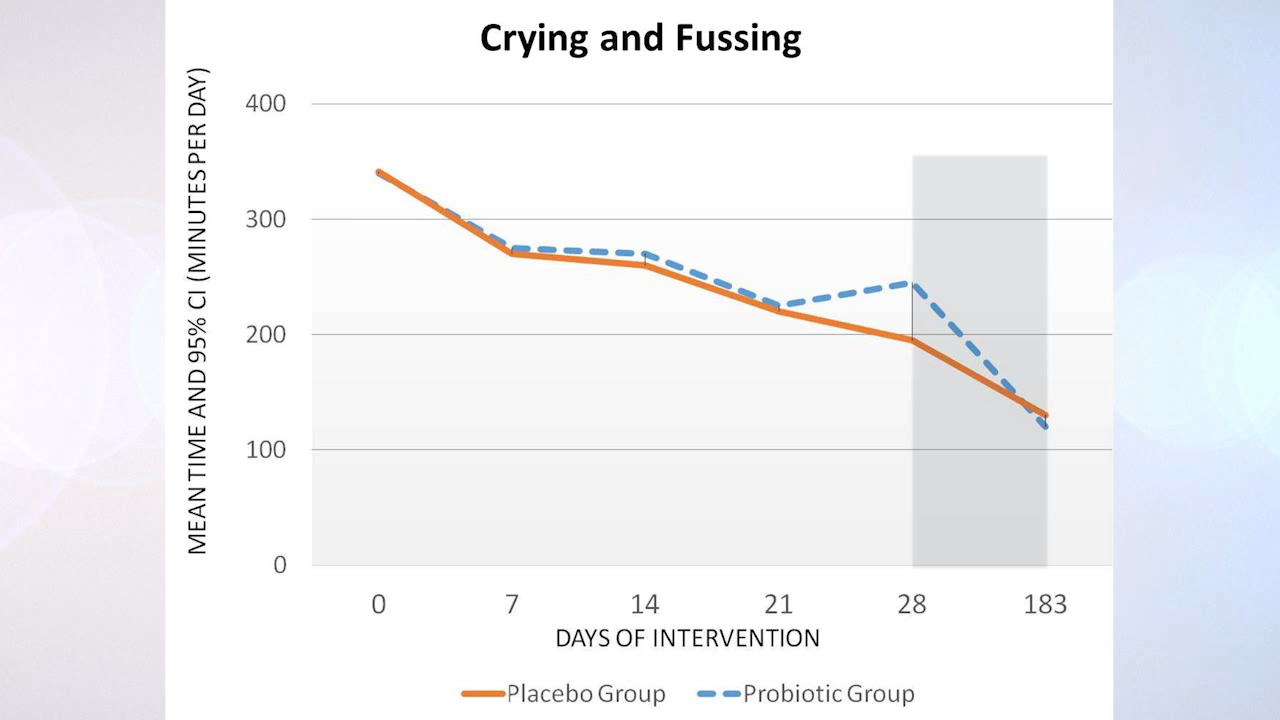 Crying and Fussing
MEAN TIME AND 95% CI (MINUTES PER DAY)
400
300
200
100
0
0 7 14 21 28 183
DAYS OF INTERVENTION
Placebo Group Probiotic Group